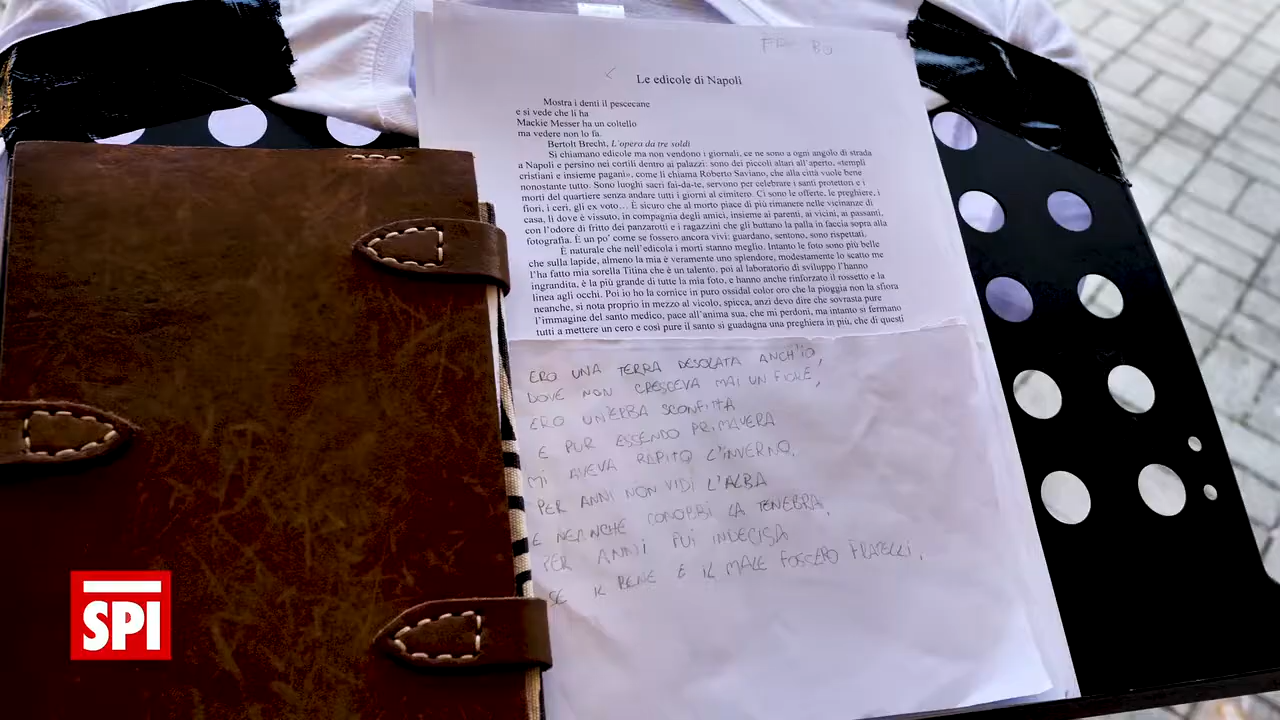 Le edicole di Napoli
Mostra i denti il pescecane
e si vede che li ha
Mackie Messer ha un coltello
ma vedere non lo fa.
Bertolt Brecht, L'opera da tre soldi
Si chiamano edicole ma non vendono i giornali, ce ne sono a ogni angolo di strada
a Napoli e persino nei cortili dentro ai palazzi: sono dei piccoli altari all'aperto, «templi
cristiani e insieme pagani», come li chiama Roberto Saviano, che alla città vuole bene
nonostante tutto. Sono luoghi sacri fai-da-te, servono per celebrare i santi protettori e i
morti del quartiere senza andare tutti i giorni al cimitero. Ci sono le offerte, le preghiere, i
fiori, i ceri, gli ex voto... È sicuro che al morto piace di più rimanere nelle vicinanze di
casa, lì dove è vissuto, in compagnia degli amici, insieme ai parenti, ai vicini, ai passanti,
con l'odore di fritto dei panzarotti e i ragazzini che gli buttano la palla in faccia sopra alla
fotografia. È un po' come se fossero ancora vivi: guardano, sentono, sono rispettati.
È naturale che nell'edicola i morti stanno meglio. Intanto le foto sono più belle
che sulla lapide, almeno la mia è veramente uno splendore, modestamente lo scatto me
l'ha fatto mia sorella Titina che è un talento, poi al laboratorio di sviluppo l'hanno
ingrandita, è la più grande di tutte la mia foto, e hanno anche rinforzato il rossetto e la
linea agli occhi. Poi io ho la cornice in puro ossidal color oro che la pioggia non la sfiora
neanche, si nota proprio in mezzo al vicolo, spicca, anzi devo dire che sovrasta pure
l'immagine del santo medico, pace all'anima sua, che mi perdoni, ma intanto si fermano
tutti a mettere un cero e così pure il santo si guadagna una preghiera in più, che di questi
ERO UNA TERRA DESOLATA ANCH'IO,
DOVE NON CRESCEVA MAI UN FIORE,
ERO UN'ERBA SCONFITTA
E PUR ESSENDO PRIMAVERA
MI AVEVA RAPITO L'INVERNO.
PER ANNI NON VIDI L'ALBA
E NEANCHE CONOBBI LA TENEBRA,
PER ANNI FUI INDECISA
SE IL BENE E IL MALE FOSSERO FRATELLI.
SPI